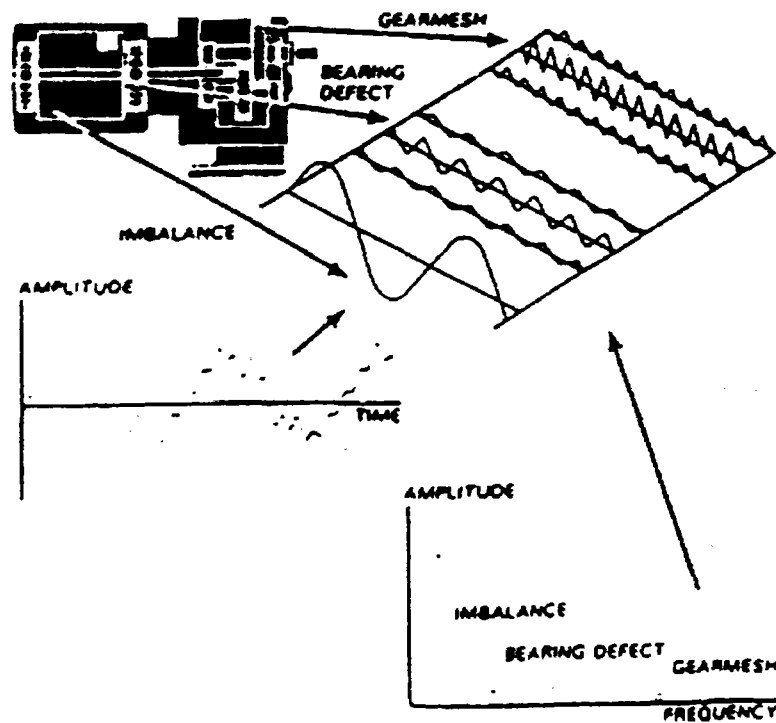 GEARMESH
BEARING
DEFECT
IMBALANCE
AMPLITUDE
TIME
AMPLITUDE
IMBALANCE
BEARING DEFECT
GEARMESH
FREQUENCY